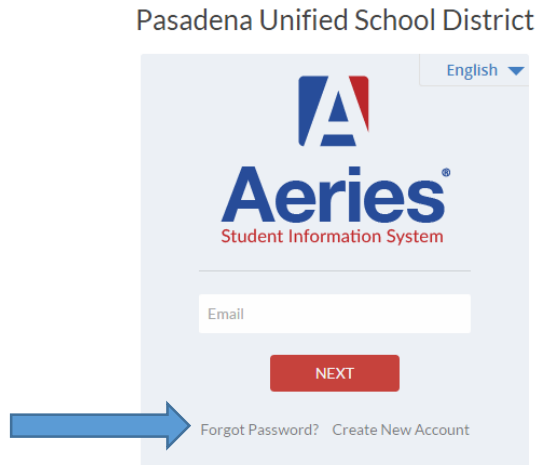 Pasadena Unified School District
English
Aeries®
Student Information System
Email
NEXT
Forgot Password? Create New Account